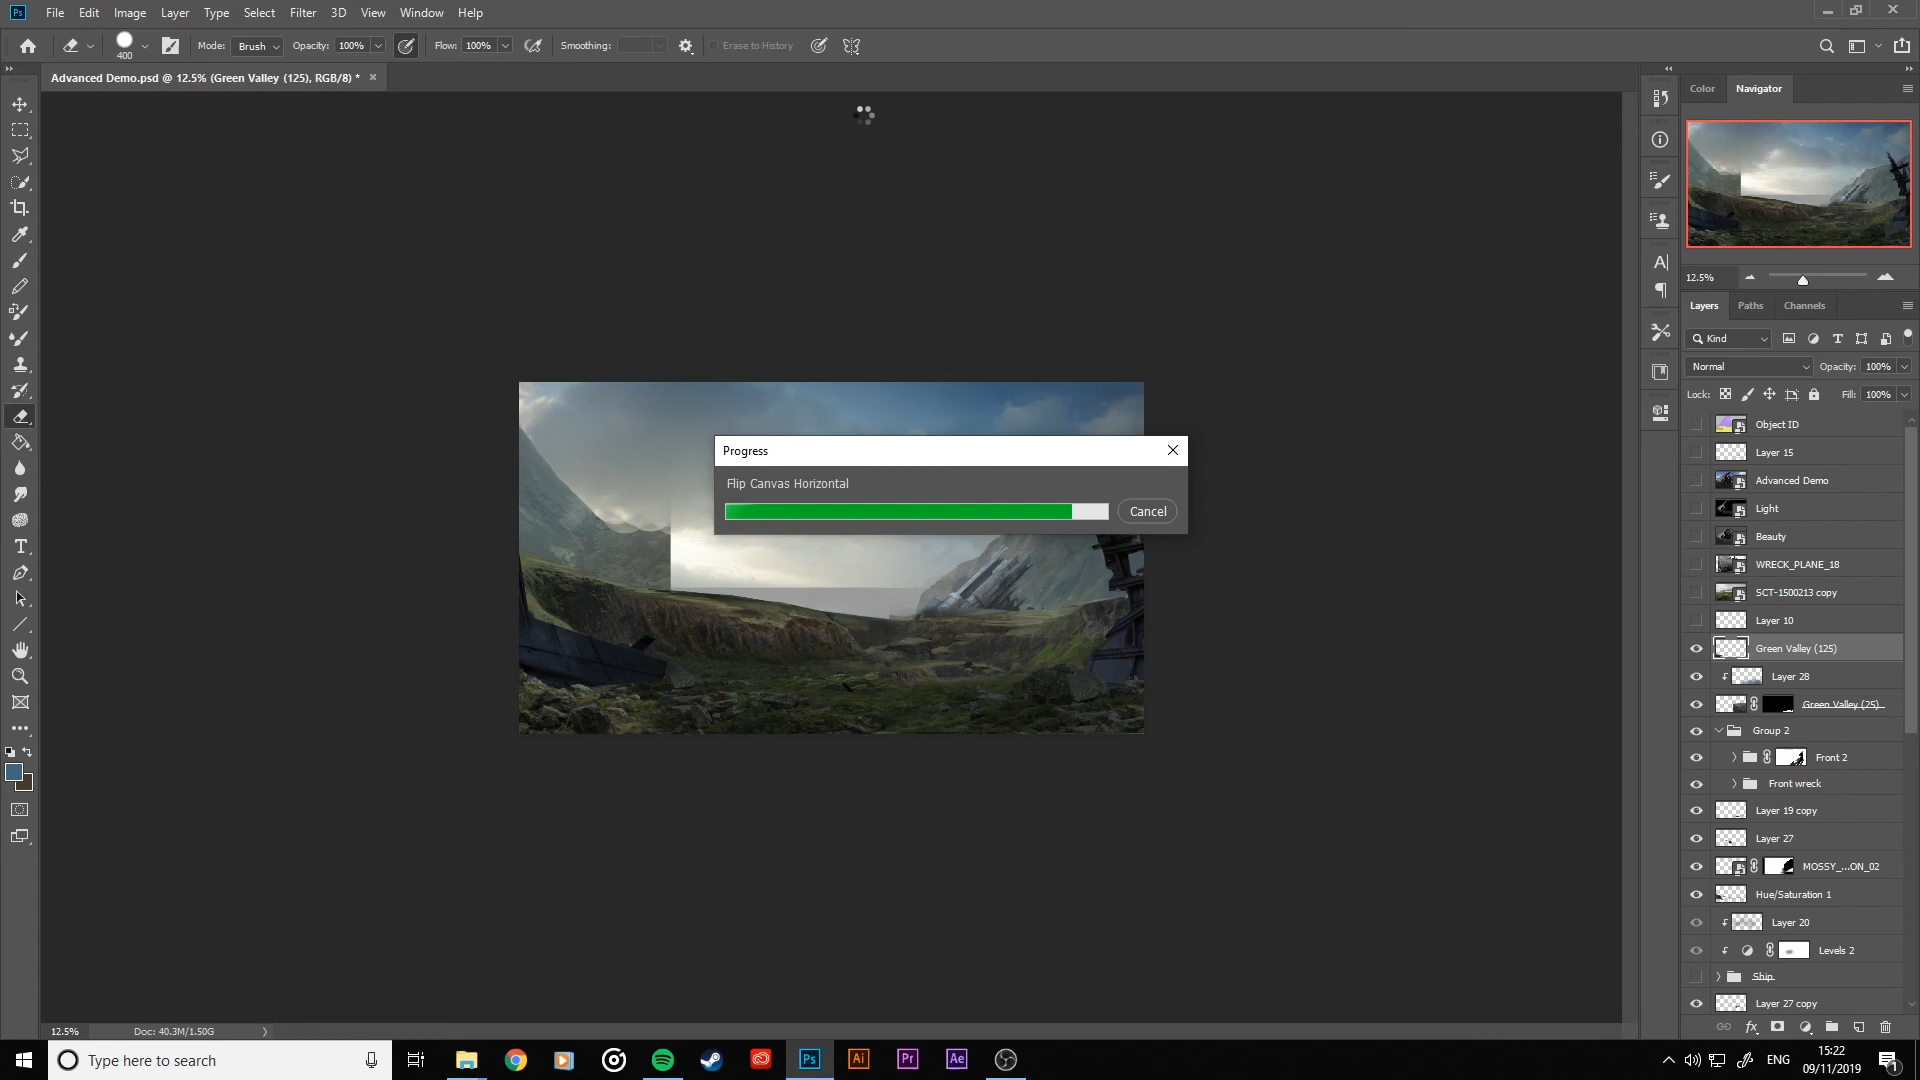 Ps File Edit Image Layer Type Select Filter 3D View Window Help
400 Mode: Brush Opacity: 100% Flow: 100% Smoothing: Erase to History
Advanced Demo.psd @ 12.5% (Green Valley (125), RGB/8) *
Color Navigator
12.5%
Layers Paths Channels
Kind
Normal Opacity: 100%
Lock: Fill: 100%
Object ID
Layer 15
Advanced Demo
Light
Beauty
WRECK_PLANE_18
SCT-1500213 copy
Layer 10
Green Valley (125)
Layer 28
Green Valley (25)
Group 2
Front 2
Front wreck
Layer 19 copy
Layer 27
MOSSY_...ON_02
Hue/Saturation 1
Layer 20
Levels 2
Ship
Layer 27 copy
Progress
Flip Canvas Horizontal
Cancel
12.5% Doc: 40.3M/1.50G
Type here to search
Ps Ai Pr Ae
ENG
15:22
09/11/2019
1